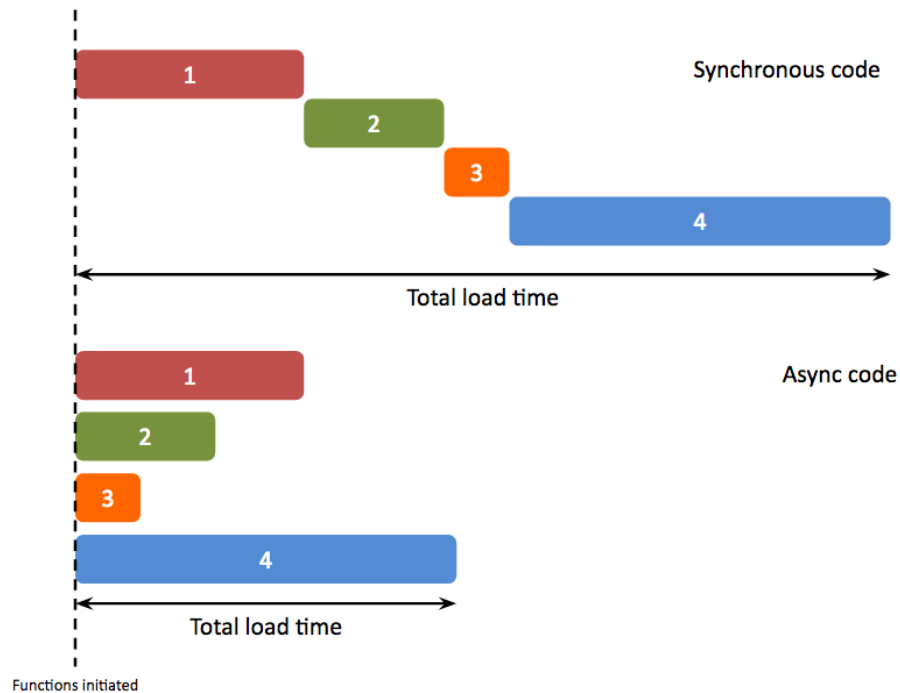 1
Synchronous code
2
3
4
Total load time
1
Async code
2
3
4
Total load time
Functions initiated